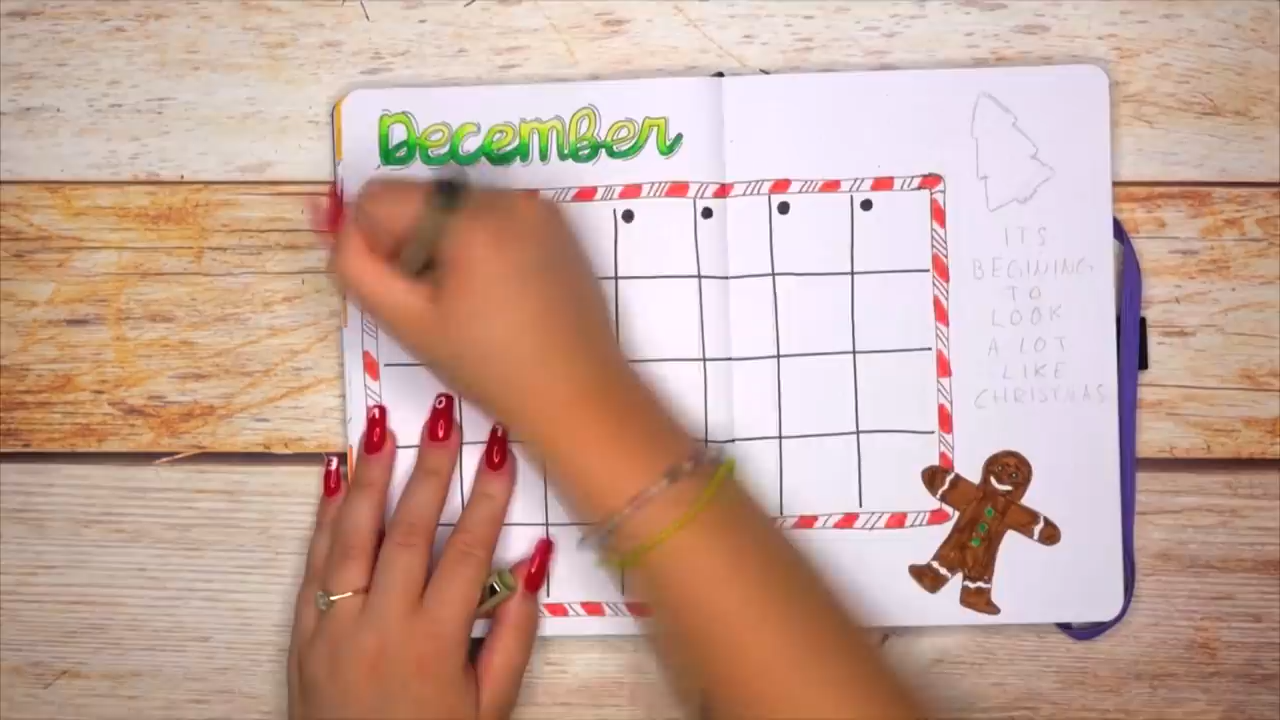 December
ITS
BEGINING
TO
LOOK
A LOT
LIKE
CHRISTMAS